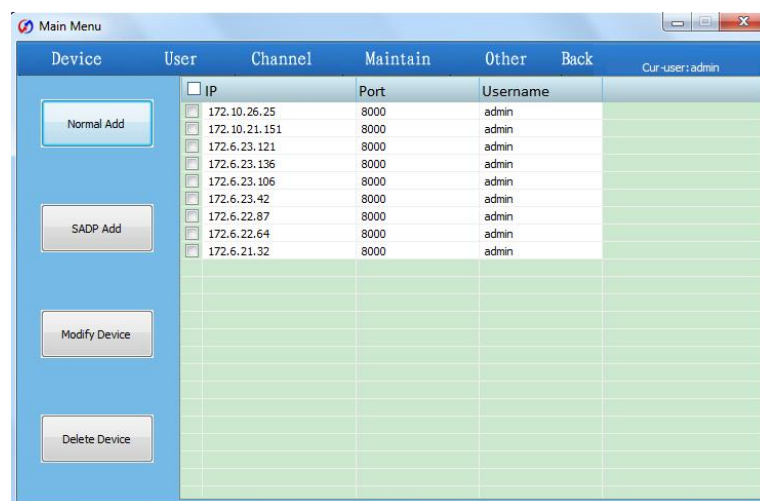 Main Menu
Device User Channel Maintain Other Back Cur-user: admin
IP Port Username
Normal Add
SADP Add
Modify Device
Delete Device
172.10.26.25 8000 admin
172.10.21.151 8000 admin
172.6.23.121 8000 admin
172.6.23.136 8000 admin
172.6.23.106 8000 admin
172.6.23.42 8000 admin
172.6.22.87 8000 admin
172.6.22.64 8000 admin
172.6.21.32 8000 admin